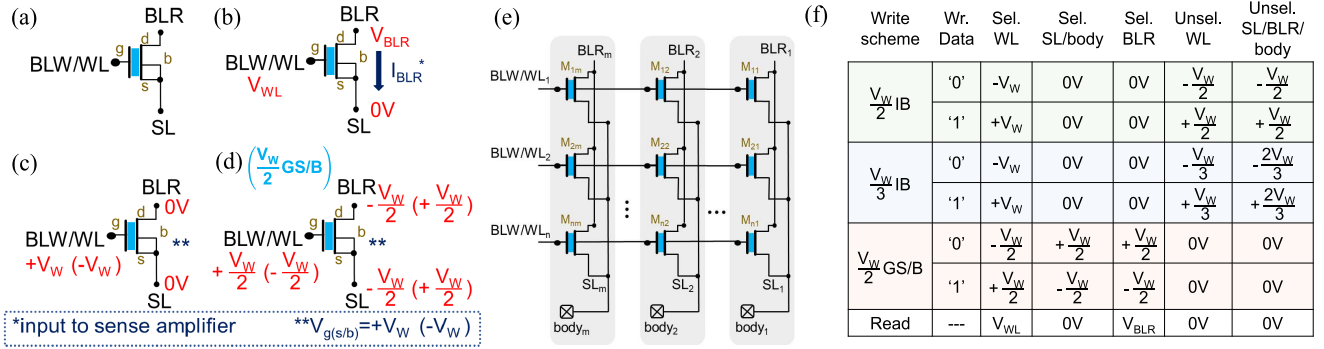 (a)
BLR
d
g
b
BLW/WL
s
SL
(b)
V_BLR
BLR
d
g
b
BLW/WL
V_WL
I_BLR*
s
0V
SL
(c)
BLR
0V
d
g
b
**
BLW/WL
s
+V_W (-V_W)
0V
SL
(d)
(V_W/2 GS/B)
BLR
-V_W/2 (+V_W/2)
d
g
b
**
BLW/WL
s
+V_W/2 (-V_W/2)
-V_W/2 (+V_W/2)
SL
*input to sense amplifier **V_g(s/b)=+V_W (-V_W)
(e)
BLR_m BLR_2 BLR_1
BLW/WL_1 M_1m M_12 M_11
BLW/WL_2 M_2m M_22 M_21
BLW/WL_n M_nm M_n2 M_n1
SL_m SL_2 SL_1
body_m body_2 body_1
(f)
Write scheme Wr. Data Sel. WL Sel. SL/body Sel. BLR Unsel. WL Unsel. SL/BLR/body
V_W/2 IB '0' -V_W 0V 0V -V_W/2 -V_W/2
'1' +V_W 0V 0V +V_W/2 +V_W/2
V_W/3 IB '0' -V_W 0V 0V -V_W/3 -2V_W/3
'1' +V_W 0V 0V +V_W/3 +2V_W/3
V_W/2 GS/B '0' -V_W/2 +V_W/2 +V_W/2 0V 0V
'1' +V_W/2 -V_W/2 -V_W/2 0V 0V
Read --- V_WL 0V V_BLR 0V 0V